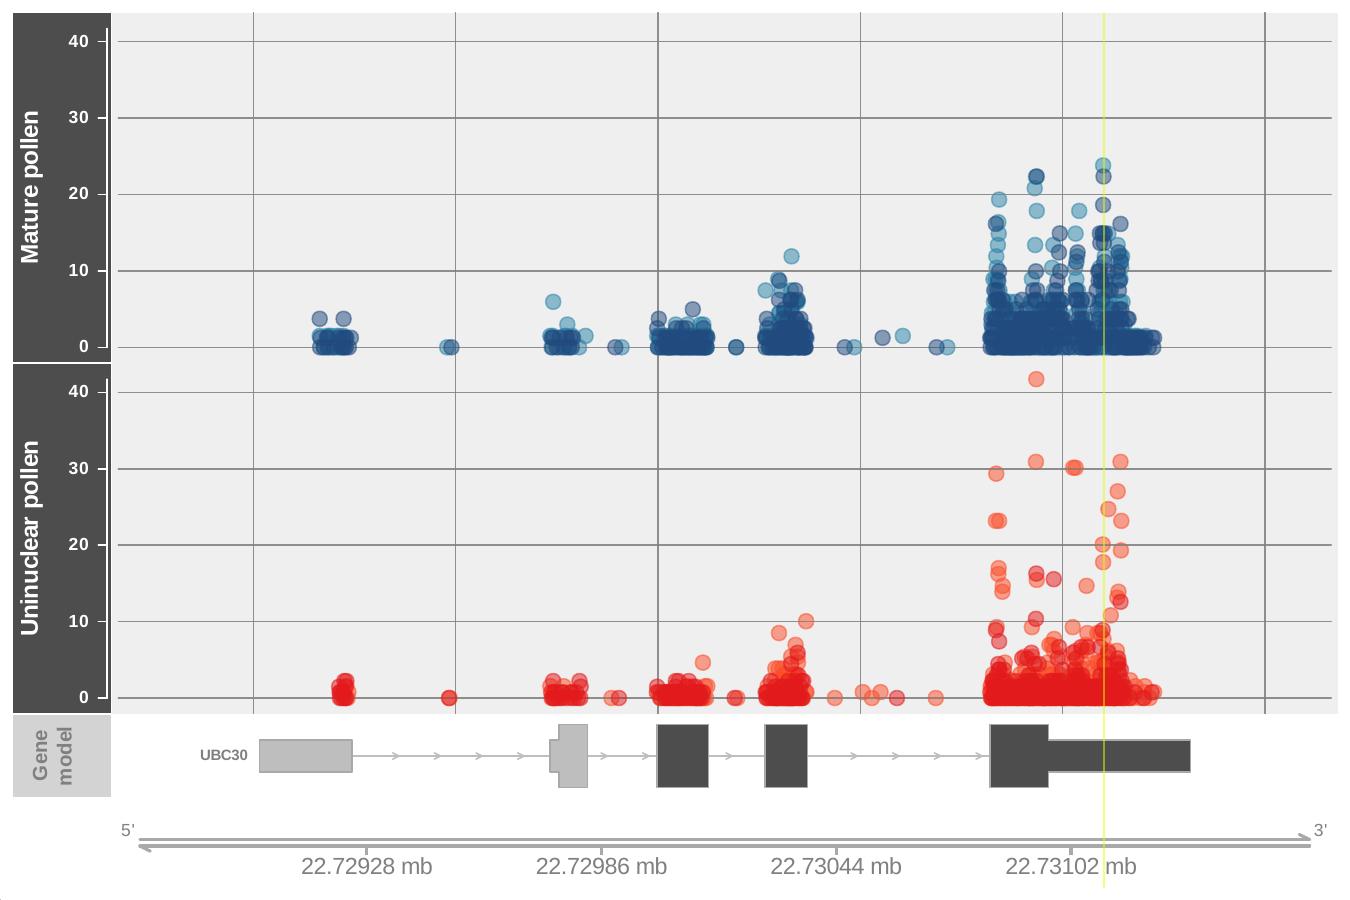 Mature pollen
40
30
20
10
0
Uninuclear pollen
40
30
20
10
0
Gene
model
UBC30
5'
3'
22.72928 mb
22.72986 mb
22.73044 mb
22.73102 mb